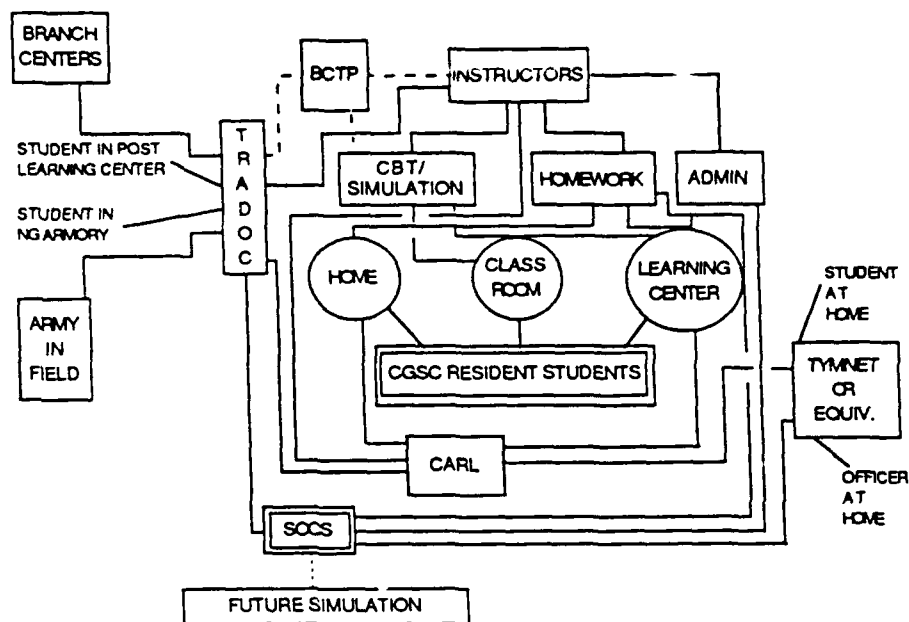 BRANCH
CENTERS
BCTP
INSTRUCTORS
STUDENT IN POST
LEARNING CENTER
STUDENT IN
NG ARMORY
T
R
A
D
O
C
CBT/
SIMULATION
HOMEWORK
ADMIN
HOME
CLASS
ROOM
LEARNING
CENTER
ARMY
IN
FIELD
CGSC RESIDENT STUDENTS
STUDENT
AT
HOME
TYMNET
OR
EQUIV.
OFFICER
AT
HOME
CARL
SOCS
FUTURE SIMULATION